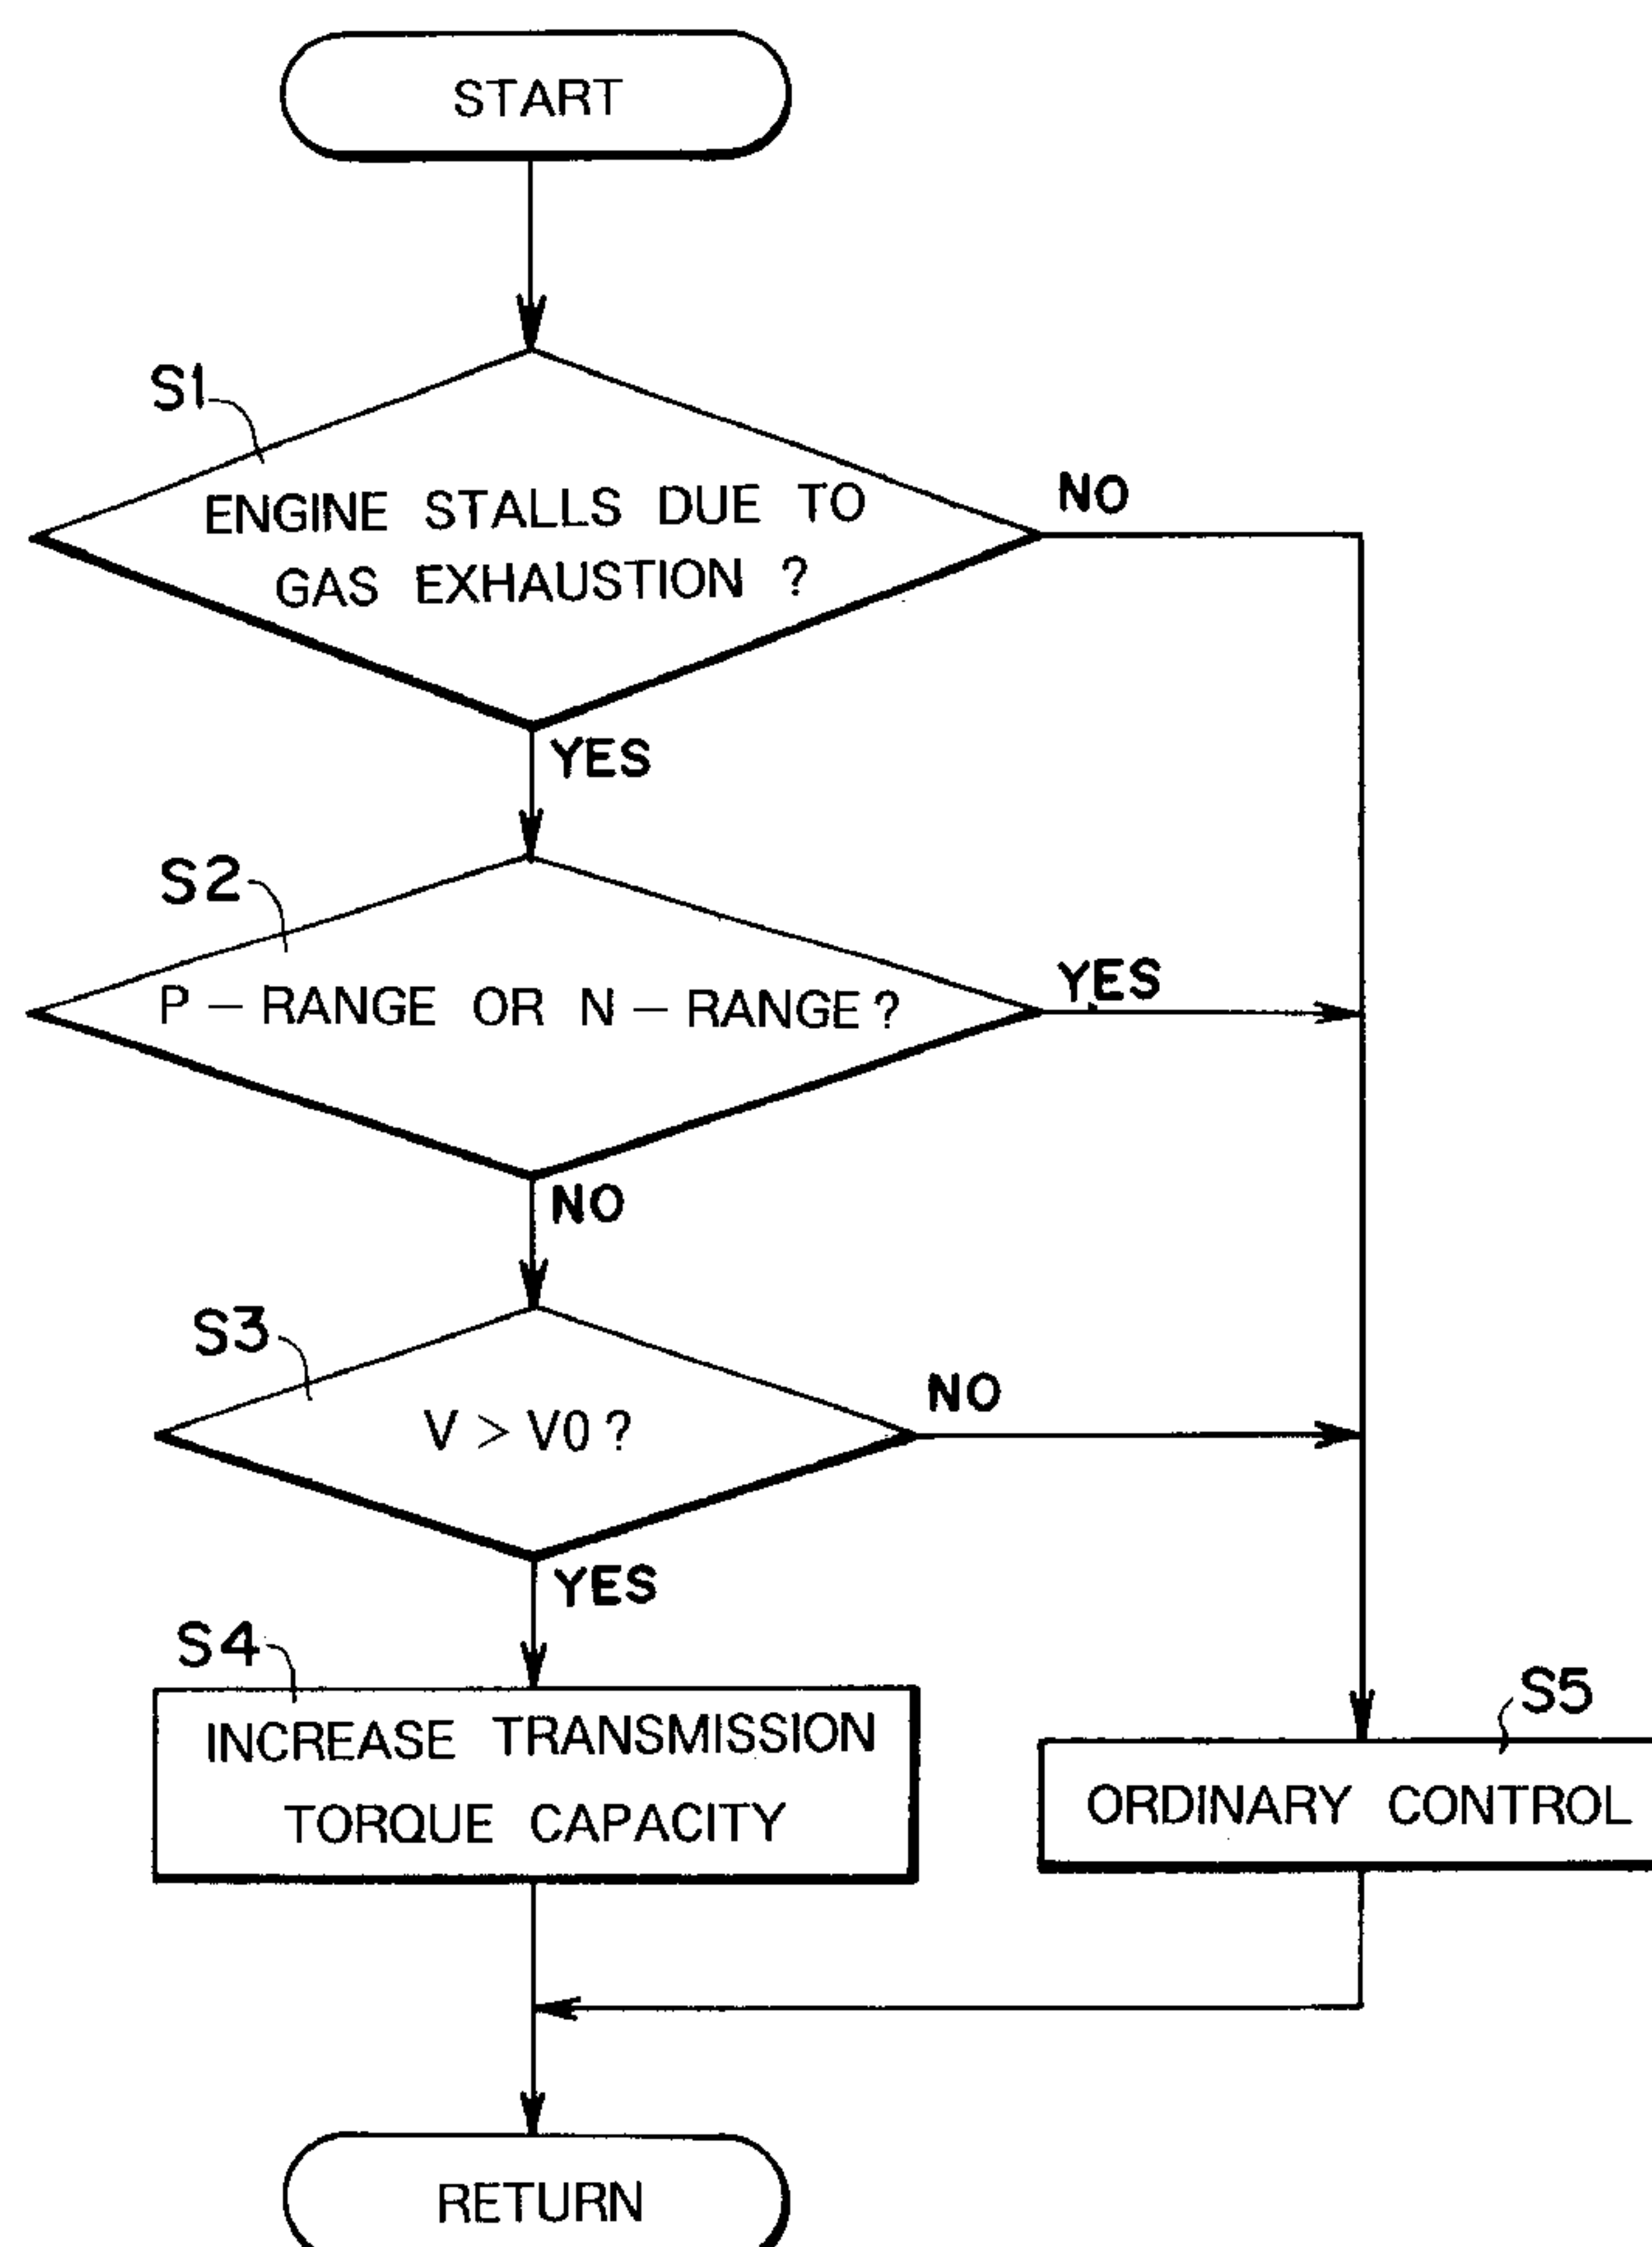 START
S1
ENGINE STALLS DUE TO
GAS EXHAUSTION ?
NO
YES
S2
P – RANGE OR N – RANGE ?
YES
NO
S3
V > V0 ?
NO
YES
S4
INCREASE TRANSMISSION
TORQUE CAPACITY
S5
ORDINARY CONTROL
RETURN